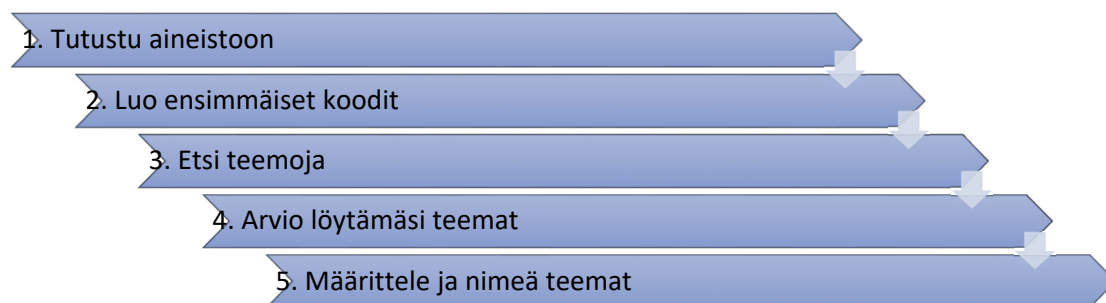 1. Tutustu aineistoon
2. Luo ensimmäiset koodit
3. Etsi teemoja
4. Arvio löytämäsi teemat
5. Määrittele ja nimeä teemat